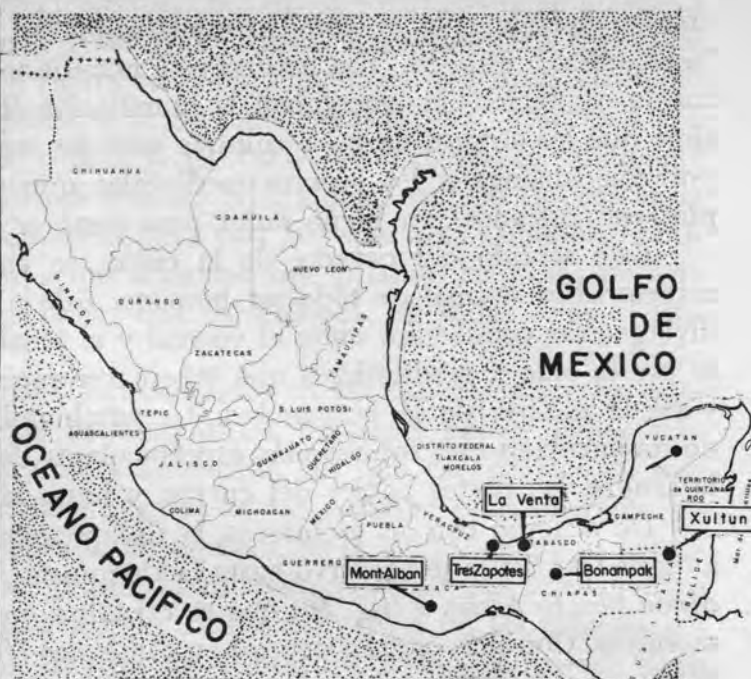 CHIHUAHUA
COAHUILA
NUEVO LEON
SINALOA
DURANGO
TAMAULIPAS
ZACATECAS
GOLFO
DE
MEXICO
TEPIC
S. LUIS POTOSI
AGUASCALIENTES
GUANAJUATO
QUERETARO
HIDALGO
JALISCO
DISTRITO FEDERAL
TLAXCALA
MORELOS
YUCATAN
TERRITORIO
de QUINTANA
ROO
OCEANO PACIFICO
COLIMA
MICHOACAN
MEXICO
PUEBLA
VERACRUZ
La Venta
TABASCO
CAMPECHE
Xultun
GUERRERO
Mont-Alban
OAXACA
TresZapotes
Bonampak
CHIAPAS
BELICE